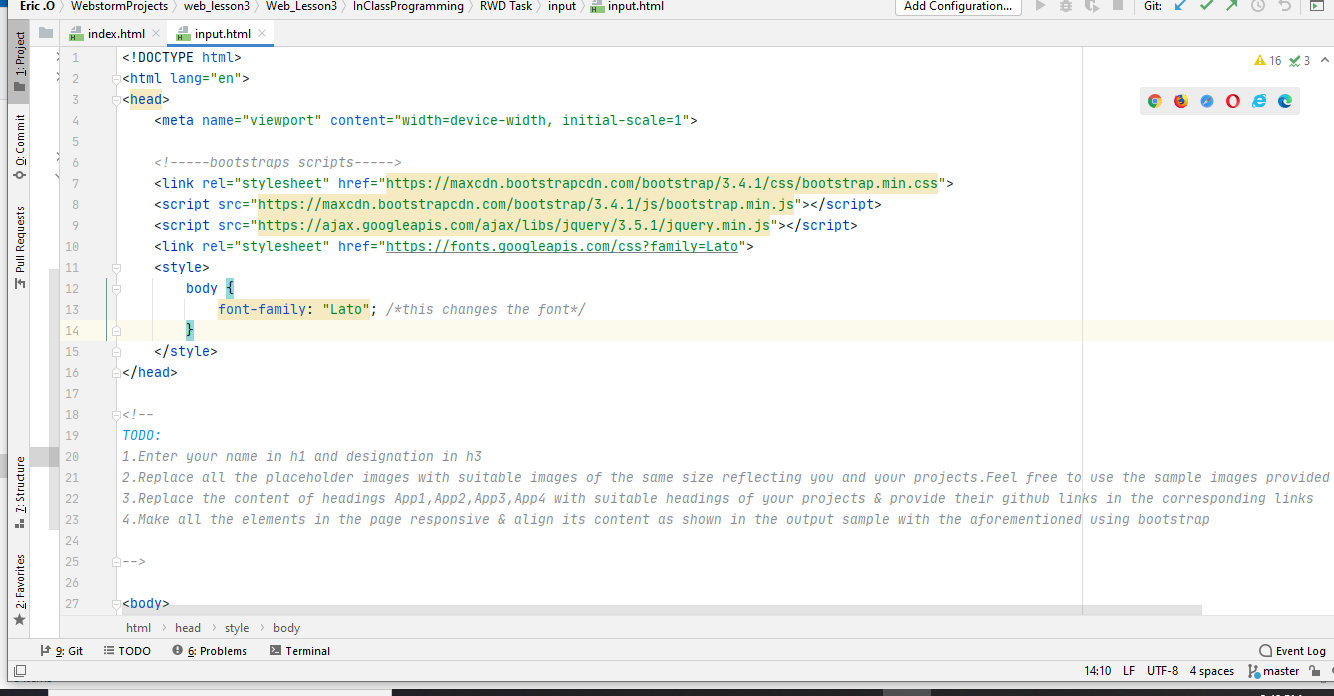 Eric .O 〉 WebstormProjects 〉 web_lesson3 〉 Web_Lesson3 〉 InClassProgramming 〉 RWD Task 〉 input 〉 input.html Add Configuration... Git:
index.html × input.html ×
1: Project
0: Commit
Pull Requests
7: Structure
2: Favorites
16 3
1 <!DOCTYPE html>
2 <html lang="en">
3 <head>
4 <meta name="viewport" content="width=device-width, initial-scale=1">
5
6 <!-----bootstraps scripts----->
7 <link rel="stylesheet" href="https://maxcdn.bootstrapcdn.com/bootstrap/3.4.1/css/bootstrap.min.css">
8 <script src="https://maxcdn.bootstrapcdn.com/bootstrap/3.4.1/js/bootstrap.min.js"></script>
9 <script src="https://ajax.googleapis.com/ajax/libs/jquery/3.5.1/jquery.min.js"></script>
10 <link rel="stylesheet" href="https://fonts.googleapis.com/css?family=Lato">
11 <style>
12 body {
13 font-family: "Lato"; /*this changes the font*/
14 }
15 </style>
16 </head>
17
18 <!--
19 TODO:
20 1.Enter your name in h1 and designation in h3
21 2.Replace all the placeholder images with suitable images of the same size reflecting you and your projects.Feel free to use the sample images provided
22 3.Replace the content of headings App1,App2,App3,App4 with suitable headings of your projects & provide their github links in the corresponding links
23 4.Make all the elements in the page responsive & align its content as shown in the output sample with the aforementioned using bootstrap
24
25 -->
26
27 <body>
html 〉 head 〉 style 〉 body
9: Git TODO 6: Problems Terminal Event Log
14:10 LF UTF-8 4 spaces master